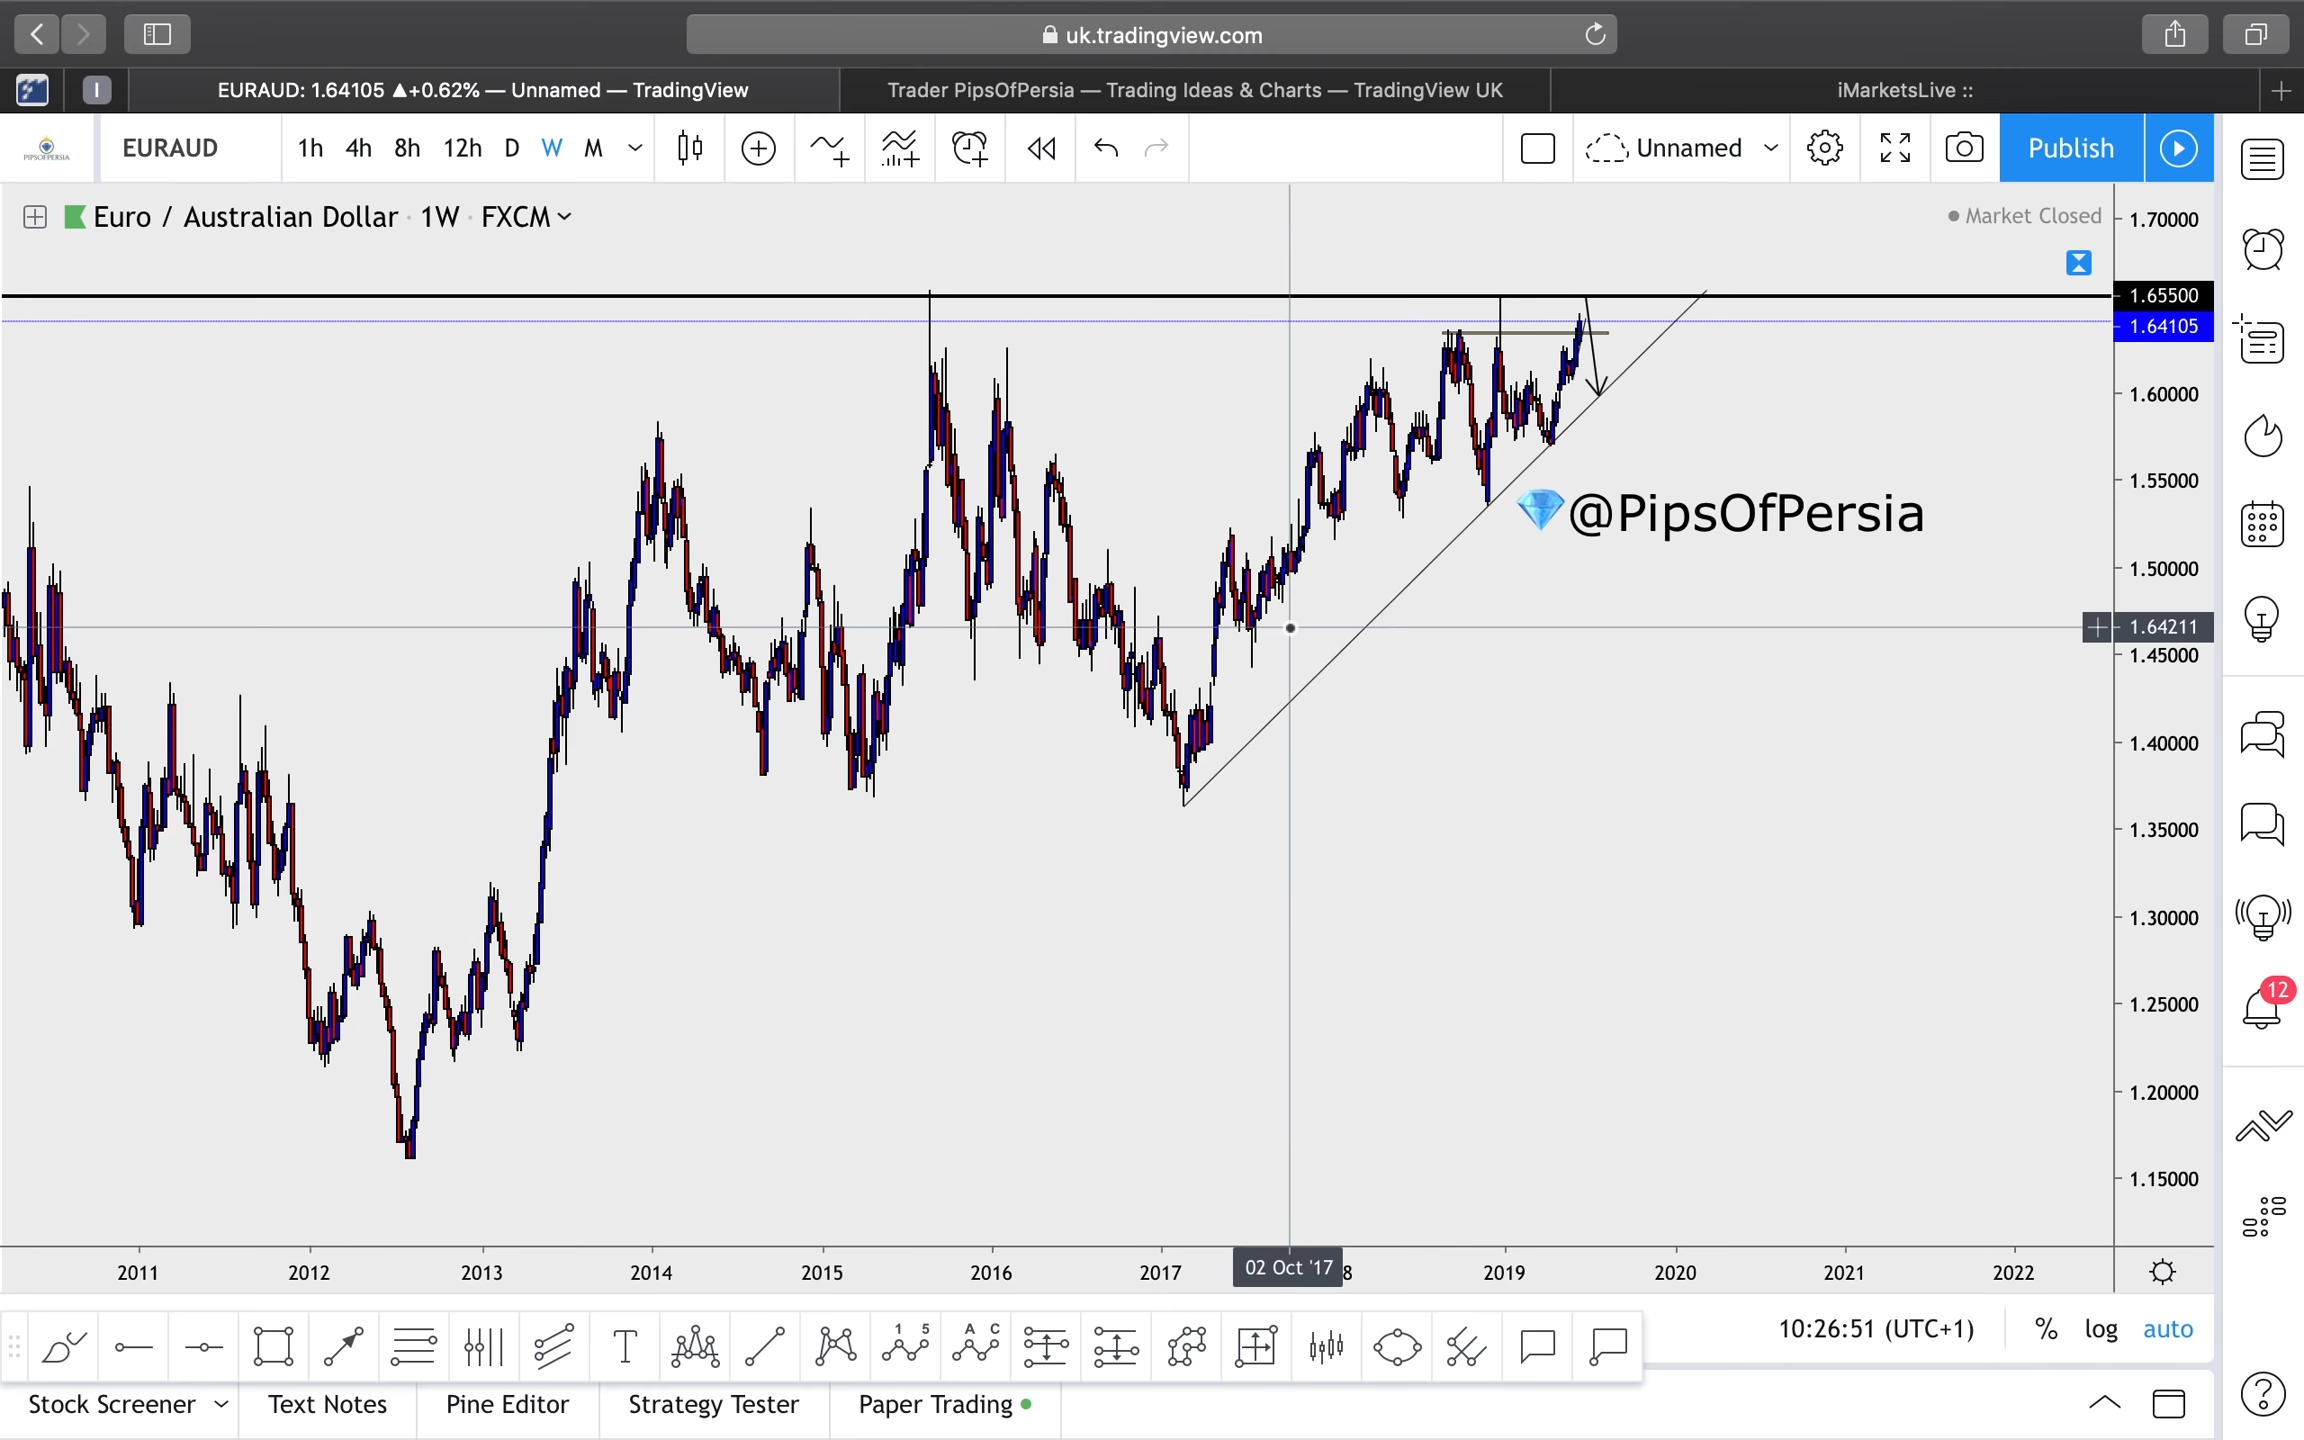 uk.tradingview.com
I
EURAUD: 1.64105 ▲+0.62% — Unnamed — TradingView
Trader PipsOfPersia — Trading Ideas & Charts — TradingView UK
iMarketsLive ::
PIPSOFPERSIA
EURAUD
1h 4h 8h 12h D W M
Unnamed
Publish
Euro / Australian Dollar · 1W · FXCM
Market Closed
1.70000
1.65500
1.64105
1.60000
1.55000
💎@PipsOfPersia
1.50000
1.64211
1.45000
1.40000
1.35000
1.30000
1.25000
1.20000
1.15000
12
2011 2012 2013 2014 2015 2016 2017 02 Oct '17 8 2019 2020 2021 2022
T
1 5
A C
10:26:51 (UTC+1) % log auto
Stock Screener Text Notes Pine Editor Strategy Tester Paper Trading